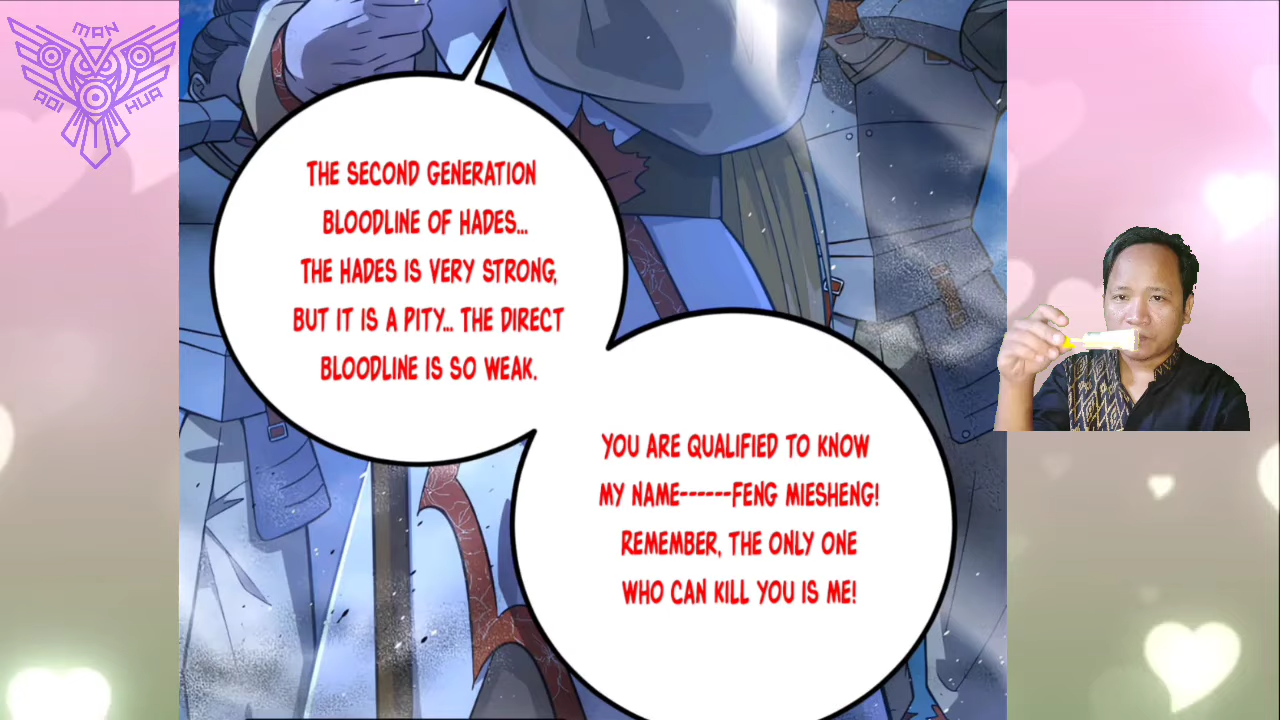 MAN
AOI HUA
THE SECOND GENERATION
BLOODLINE OF HADES...
THE HADES IS VERY STRONG,
BUT IT IS A PITY... THE DIRECT
BLOODLINE IS SO WEAK.
YOU ARE QUALIFIED TO KNOW
MY NAME------FENG MIESHENG!
REMEMBER, THE ONLY ONE
WHO CAN KILL YOU IS ME!